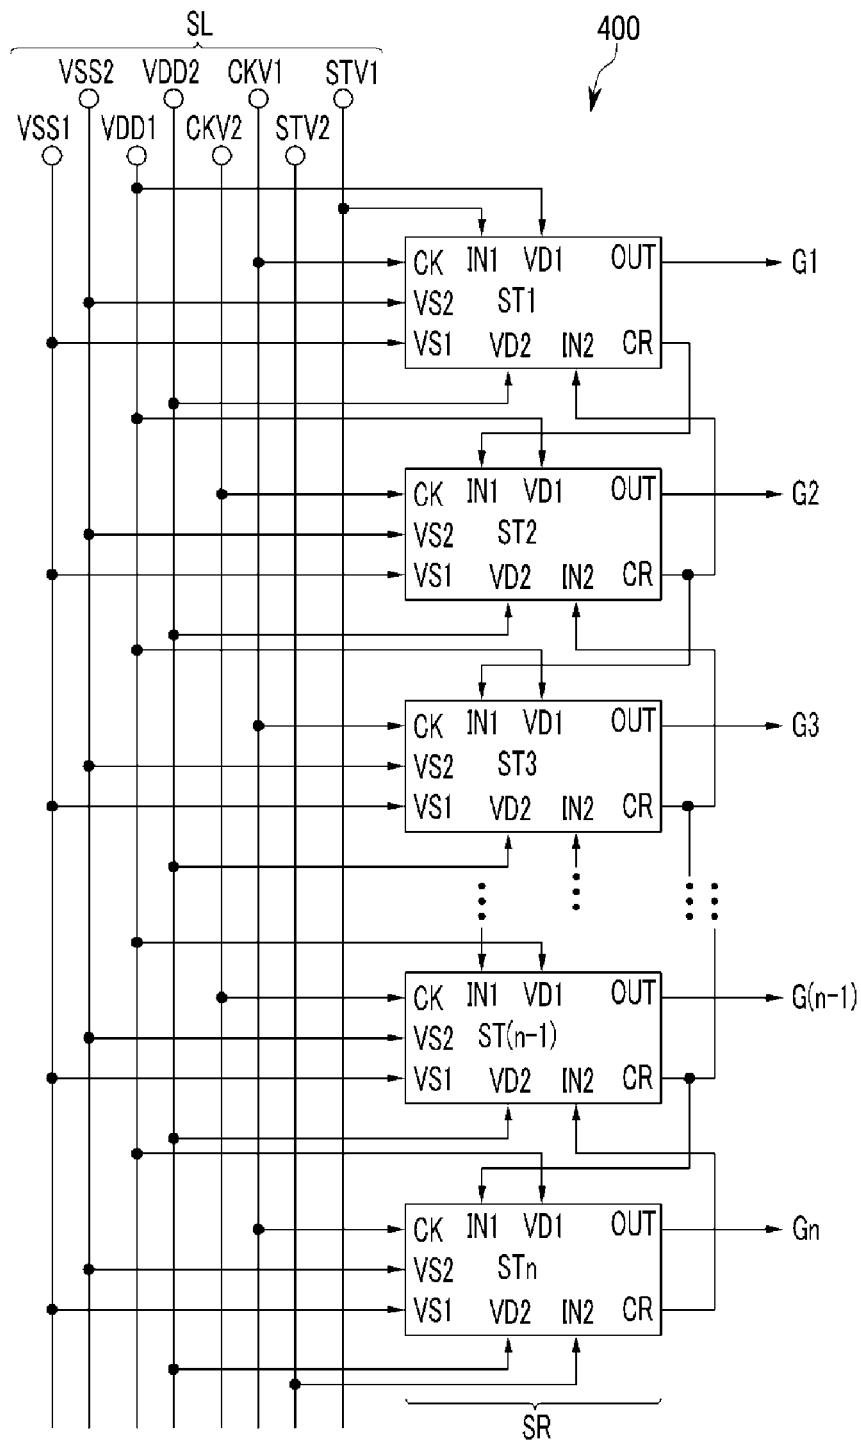 SL
400
VSS2 VDD2 CKV1 STV1
VSS1 VDD1 CKV2 STV2
CK IN1 VD1 OUT G1
VS2 ST1
VS1 VD2 IN2 CR
CK IN1 VD1 OUT G2
VS2 ST2
VS1 VD2 IN2 CR
CK IN1 VD1 OUT G3
VS2 ST3
VS1 VD2 IN2 CR
CK IN1 VD1 OUT G(n-1)
VS2 ST(n-1)
VS1 VD2 IN2 CR
CK IN1 VD1 OUT Gn
VS2 STn
VS1 VD2 IN2 CR
SR